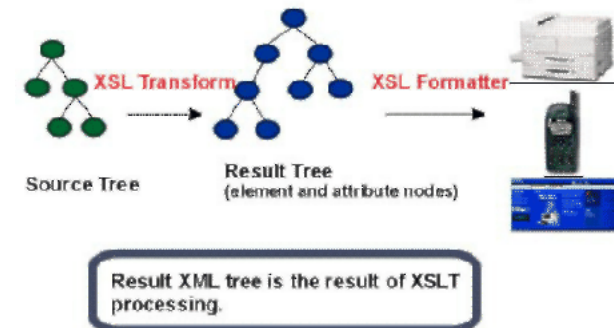 XSL Transform
XSL Formatter
Source Tree
Result Tree
(element and attribute nodes)
Result XML tree is the result of XSLT
processing.